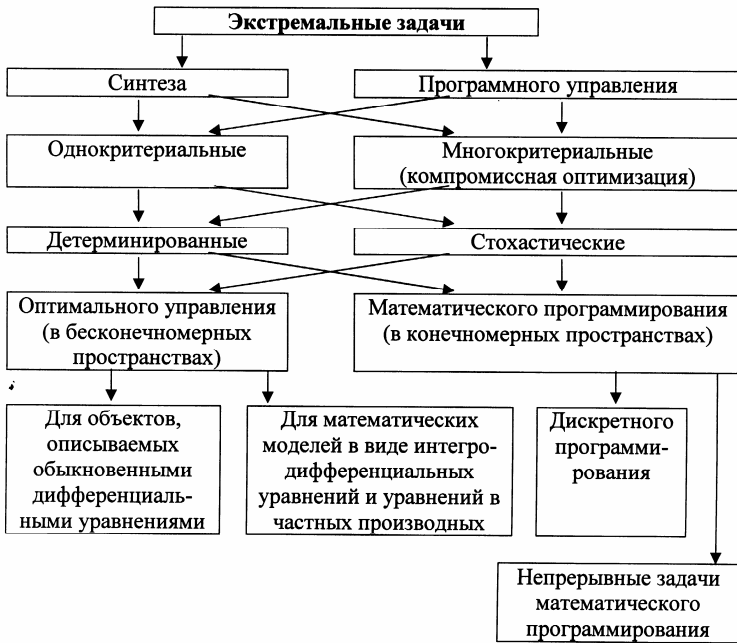 Экстремальные задачи
Синтеза
Программного управления
Однокритериальные
Многокритериальные
(компромиссная оптимизация)
Детерминированные
Стохастические
Оптимального управления
(в бесконечномерных
пространствах)
Математического программирования
(в конечномерных пространствах)
Для объектов,
описываемых
обыкновенными
дифференциаль-
ными уравнениями
Для математических
моделей в виде интегро-
дифференциальных
уравнений и уравнений в
частных производных
Дискретного
программи-
рования
Непрерывные задачи
математического
программирования